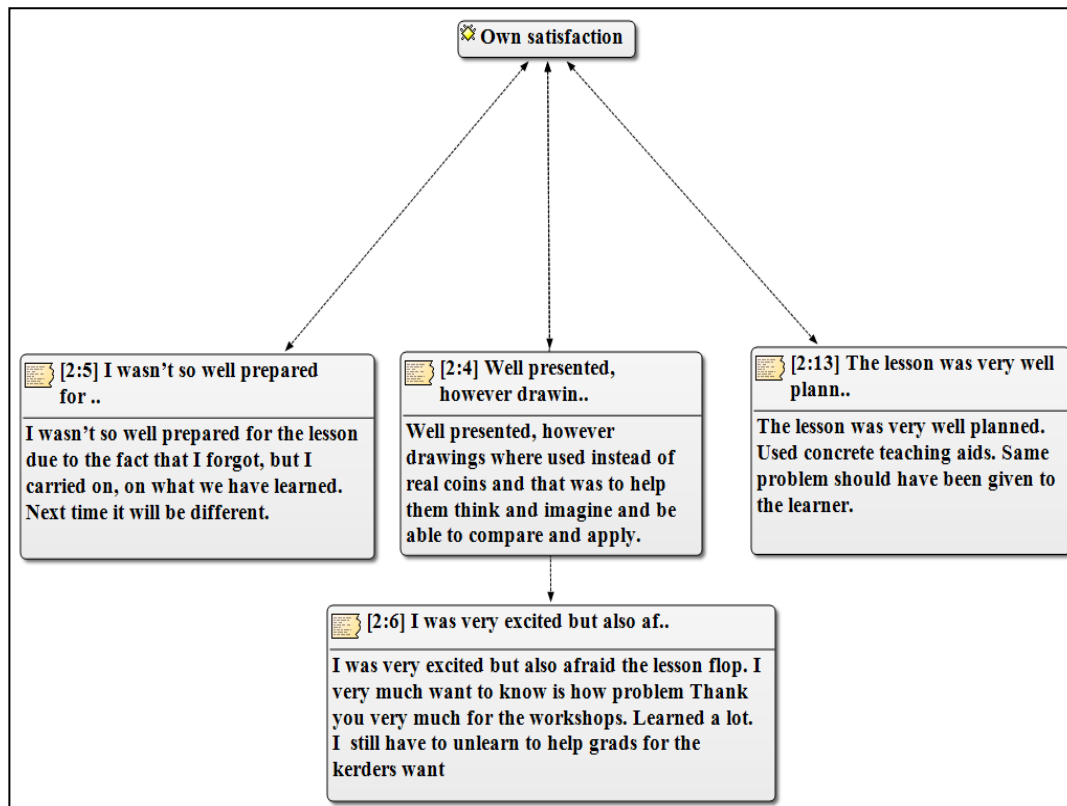 Own satisfaction
[2:5] I wasn't so well prepared
for ..
I wasn't so well prepared for the lesson
due to the fact that I forgot, but I
carried on, on what we have learned.
Next time it will be different.
[2:4] Well presented,
however drawin..
Well presented, however
drawings where used instead of
real coins and that was to help
them think and imagine and be
able to compare and apply.
[2:13] The lesson was very well
plann..
The lesson was very well planned.
Used concrete teaching aids. Same
problem should have been given to
the learner.
[2:6] I was very excited but also af..
I was very excited but also afraid the lesson flop. I
very much want to know is how problem Thank
you very much for the workshops. Learned a lot.
I still have to unlearn to help grads for the
kerders want